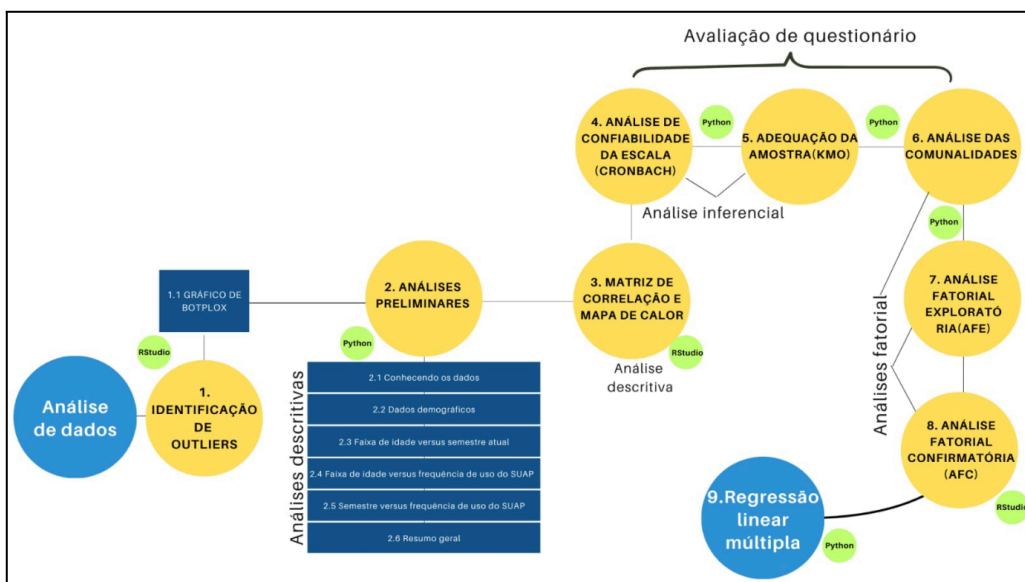 Avaliação de questionário
4. ANÁLISE DE
CONFIABILIDADE
DA ESCALA
(CRONBACH)
Python
5. ADEQUAÇÃO DA
AMOSTRA(KMO)
Python
6. ANÁLISE DAS
COMUNALIDADES
Análise inferencial
Python
1.1 GRÁFICO DE
BOTPLOX
2. ANÁLISES
PRELIMINARES
3. MATRIZ DE
CORRELAÇÃO E
MAPA DE CALOR
7. ANÁLISE
FATORIAL
EXPLORATÓ
RIA(AFE)
Análises fatorial
RStudio
Python
RStudio
Análise
descritiva
Análise
de dados
1.
IDENTIFICAÇÃO
DE
OUTLIERS
Análises descritivas
2.1 Conhecendo os dados
2.2 Dados demográficos
2.3 Faixa de idade versus semestre atual
2.4 Faixa de idade versus frequência de uso do SUAP
2.5 Semestre versus frequência de uso do SUAP
2.6 Resumo geral
8. ANÁLISE
FATORIAL
CONFIRMATÓRIA
(AFC)
RStudio
9.Regressão
linear
múltipla
Python